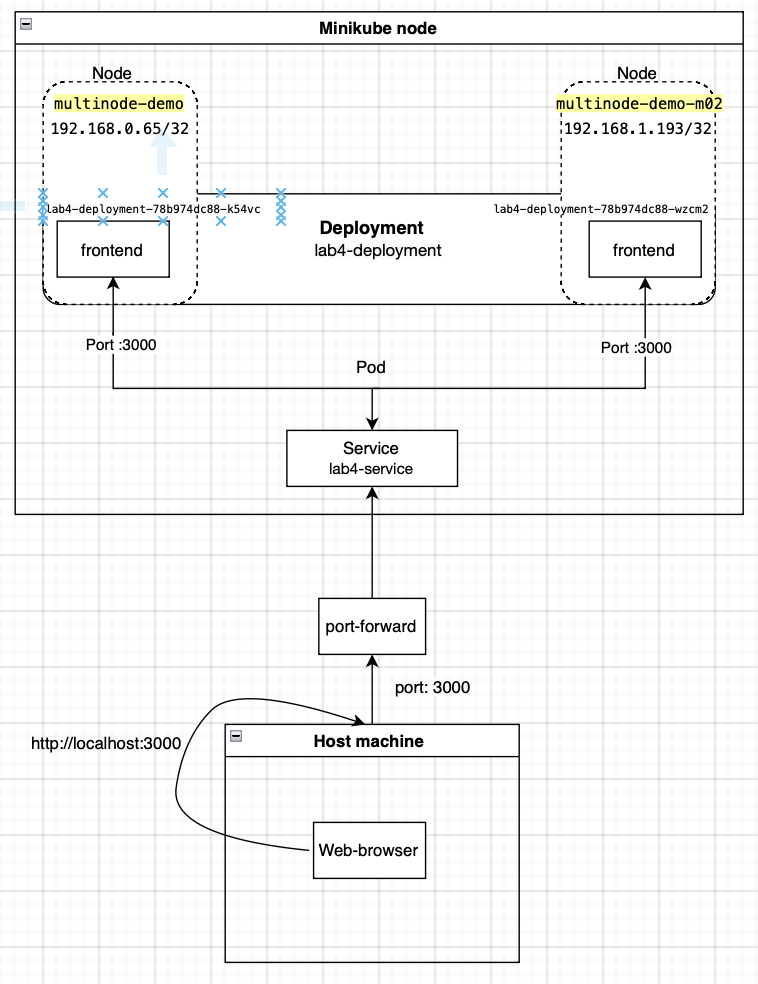 Minikube node
Node
multinode-demo
192.168.0.65/32
Node
multinode-demo-m02
192.168.1.193/32
lab4-deployment-78b974dc88-k54vc
lab4-deployment-78b974dc88-wzcm2
Deployment
lab4-deployment
frontend
frontend
Port :3000
Port :3000
Pod
Service
lab4-service
port-forward
port: 3000
http://localhost:3000
Host machine
Web-browser